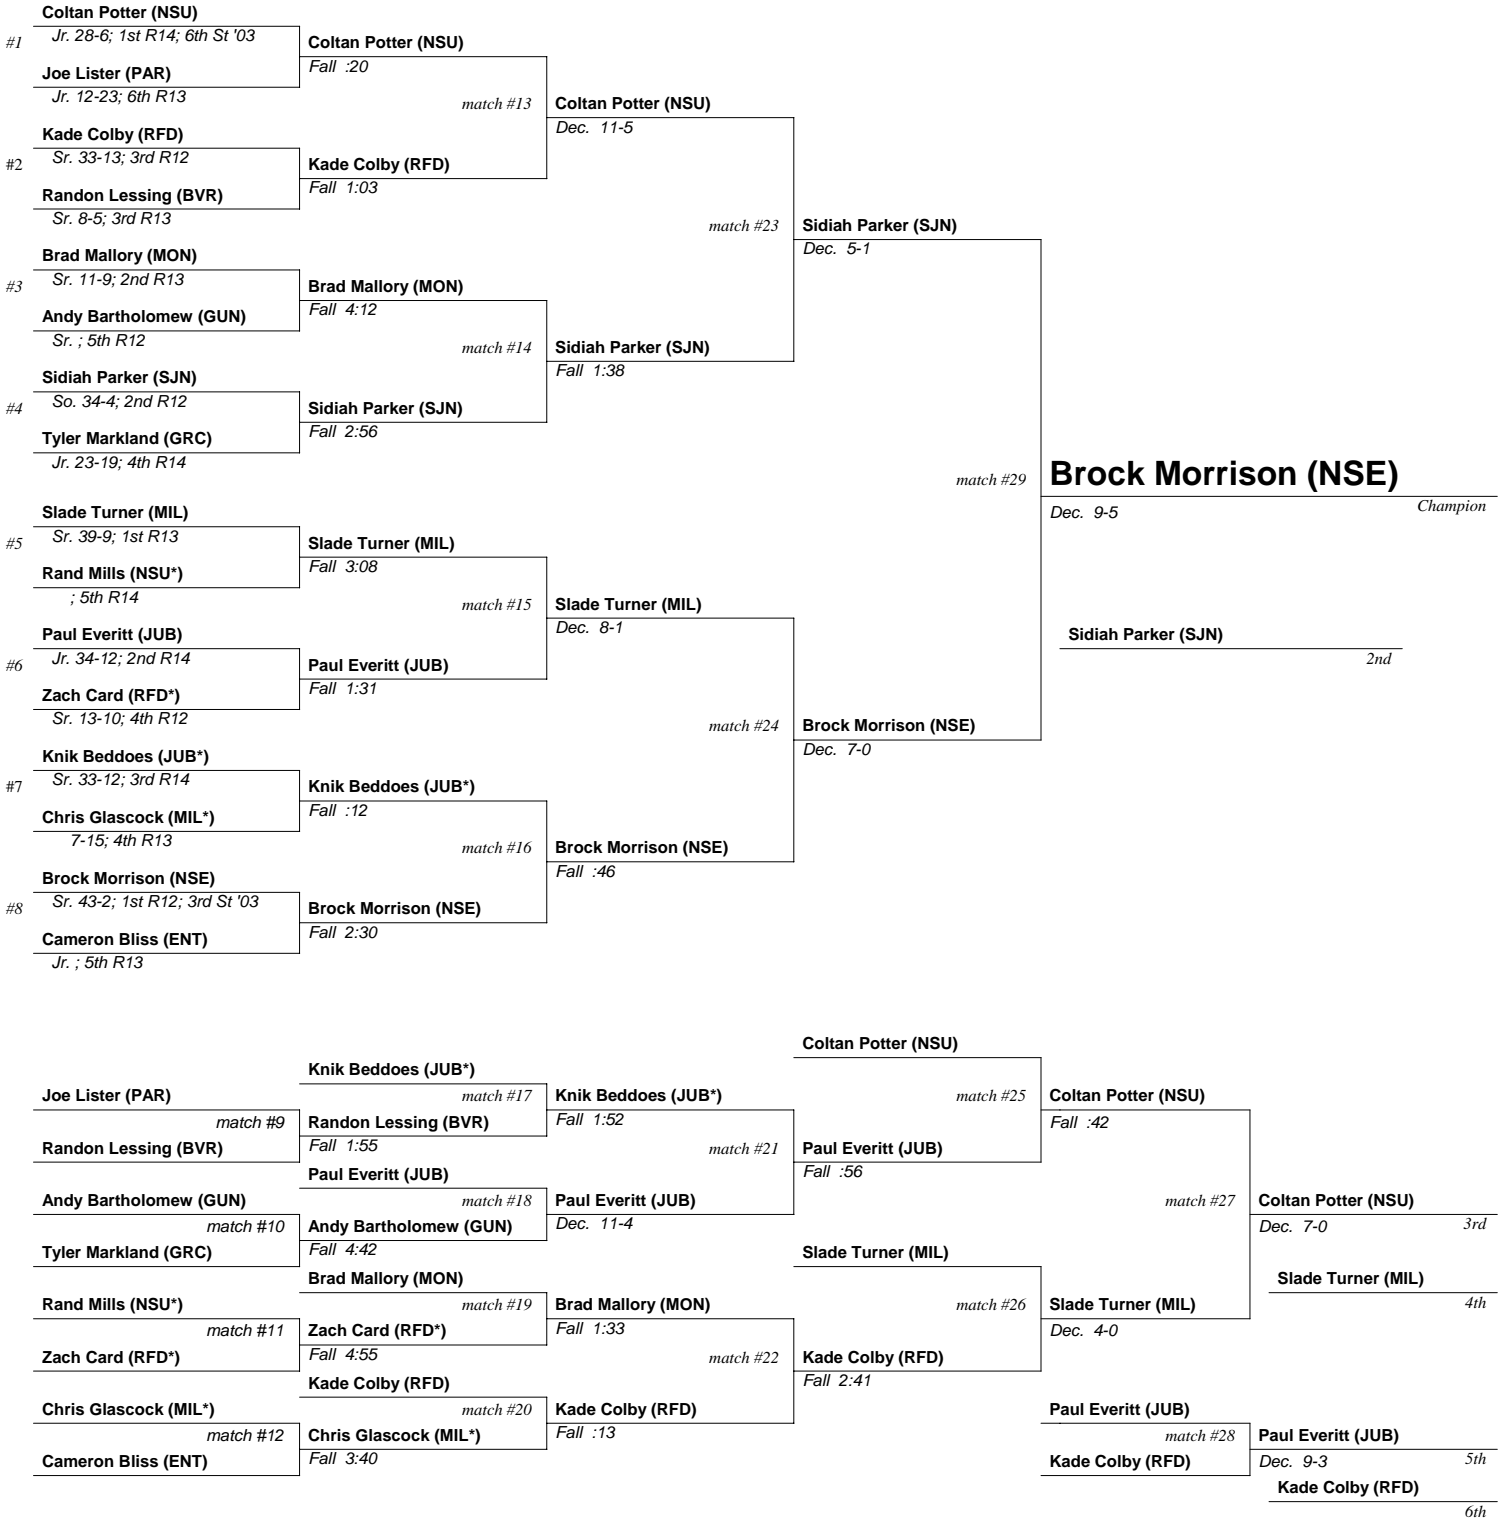 Coltan Potter (NSU)
#1 Jr. 28-6; 1st R14; 6th St '03
Coltan Potter (NSU)
Fall :20
Joe Lister (PAR)
Jr. 12-23; 6th R13
match #13 Coltan Potter (NSU)
Dec. 11-5
Kade Colby (RFD)
#2 Sr. 33-13; 3rd R12
Kade Colby (RFD)
Fall 1:03
Randon Lessing (BVR)
Sr. 8-5; 3rd R13
match #23 Sidiah Parker (SJN)
Dec. 5-1
Brad Mallory (MON)
#3 Sr. 11-9; 2nd R13
Brad Mallory (MON)
Fall 4:12
Andy Bartholomew (GUN)
Sr. ; 5th R12
match #14 Sidiah Parker (SJN)
Fall 1:38
Sidiah Parker (SJN)
#4 So. 34-4; 2nd R12
Sidiah Parker (SJN)
Fall 2:56
Tyler Markland (GRC)
Jr. 23-19; 4th R14
match #29 Brock Morrison (NSE)
Dec. 9-5 Champion
Slade Turner (MIL)
#5 Sr. 39-9; 1st R13
Slade Turner (MIL)
Fall 3:08
Rand Mills (NSU*)
; 5th R14
match #15 Slade Turner (MIL)
Dec. 8-1
Sidiah Parker (SJN)
2nd
Paul Everitt (JUB)
#6 Jr. 34-12; 2nd R14
Paul Everitt (JUB)
Fall 1:31
Zach Card (RFD*)
Sr. 13-10; 4th R12
match #24 Brock Morrison (NSE)
Dec. 7-0
Knik Beddoes (JUB*)
#7 Sr. 33-12; 3rd R14
Knik Beddoes (JUB*)
Fall :12
Chris Glascock (MIL*)
7-15; 4th R13
match #16 Brock Morrison (NSE)
Fall :46
Brock Morrison (NSE)
#8 Sr. 43-2; 1st R12; 3rd St '03
Brock Morrison (NSE)
Fall 2:30
Cameron Bliss (ENT)
Jr. ; 5th R13
Coltan Potter (NSU)
Knik Beddoes (JUB*)
Joe Lister (PAR) match #17 Knik Beddoes (JUB*) match #25 Coltan Potter (NSU)
match #9 Randon Lessing (BVR) Fall 1:52 Fall :42
Randon Lessing (BVR) Fall 1:55 match #21 Paul Everitt (JUB)
Paul Everitt (JUB) Fall :56
Andy Bartholomew (GUN) match #18 Paul Everitt (JUB) match #27 Coltan Potter (NSU)
match #10 Andy Bartholomew (GUN) Dec. 11-4 Dec. 7-0 3rd
Tyler Markland (GRC) Fall 4:42 Slade Turner (MIL)
Brad Mallory (MON) Slade Turner (MIL)
Rand Mills (NSU*) match #19 Brad Mallory (MON) match #26 Slade Turner (MIL) 4th
match #11 Zach Card (RFD*) Fall 1:33 Dec. 4-0
Zach Card (RFD*) Fall 4:55 match #22 Kade Colby (RFD)
Kade Colby (RFD) Fall 2:41
Chris Glascock (MIL*) match #20 Kade Colby (RFD) Paul Everitt (JUB)
match #12 Chris Glascock (MIL*) Fall :13 match #28 Paul Everitt (JUB)
Cameron Bliss (ENT) Fall 3:40 Kade Colby (RFD) Dec. 9-3 5th
Kade Colby (RFD)
6th